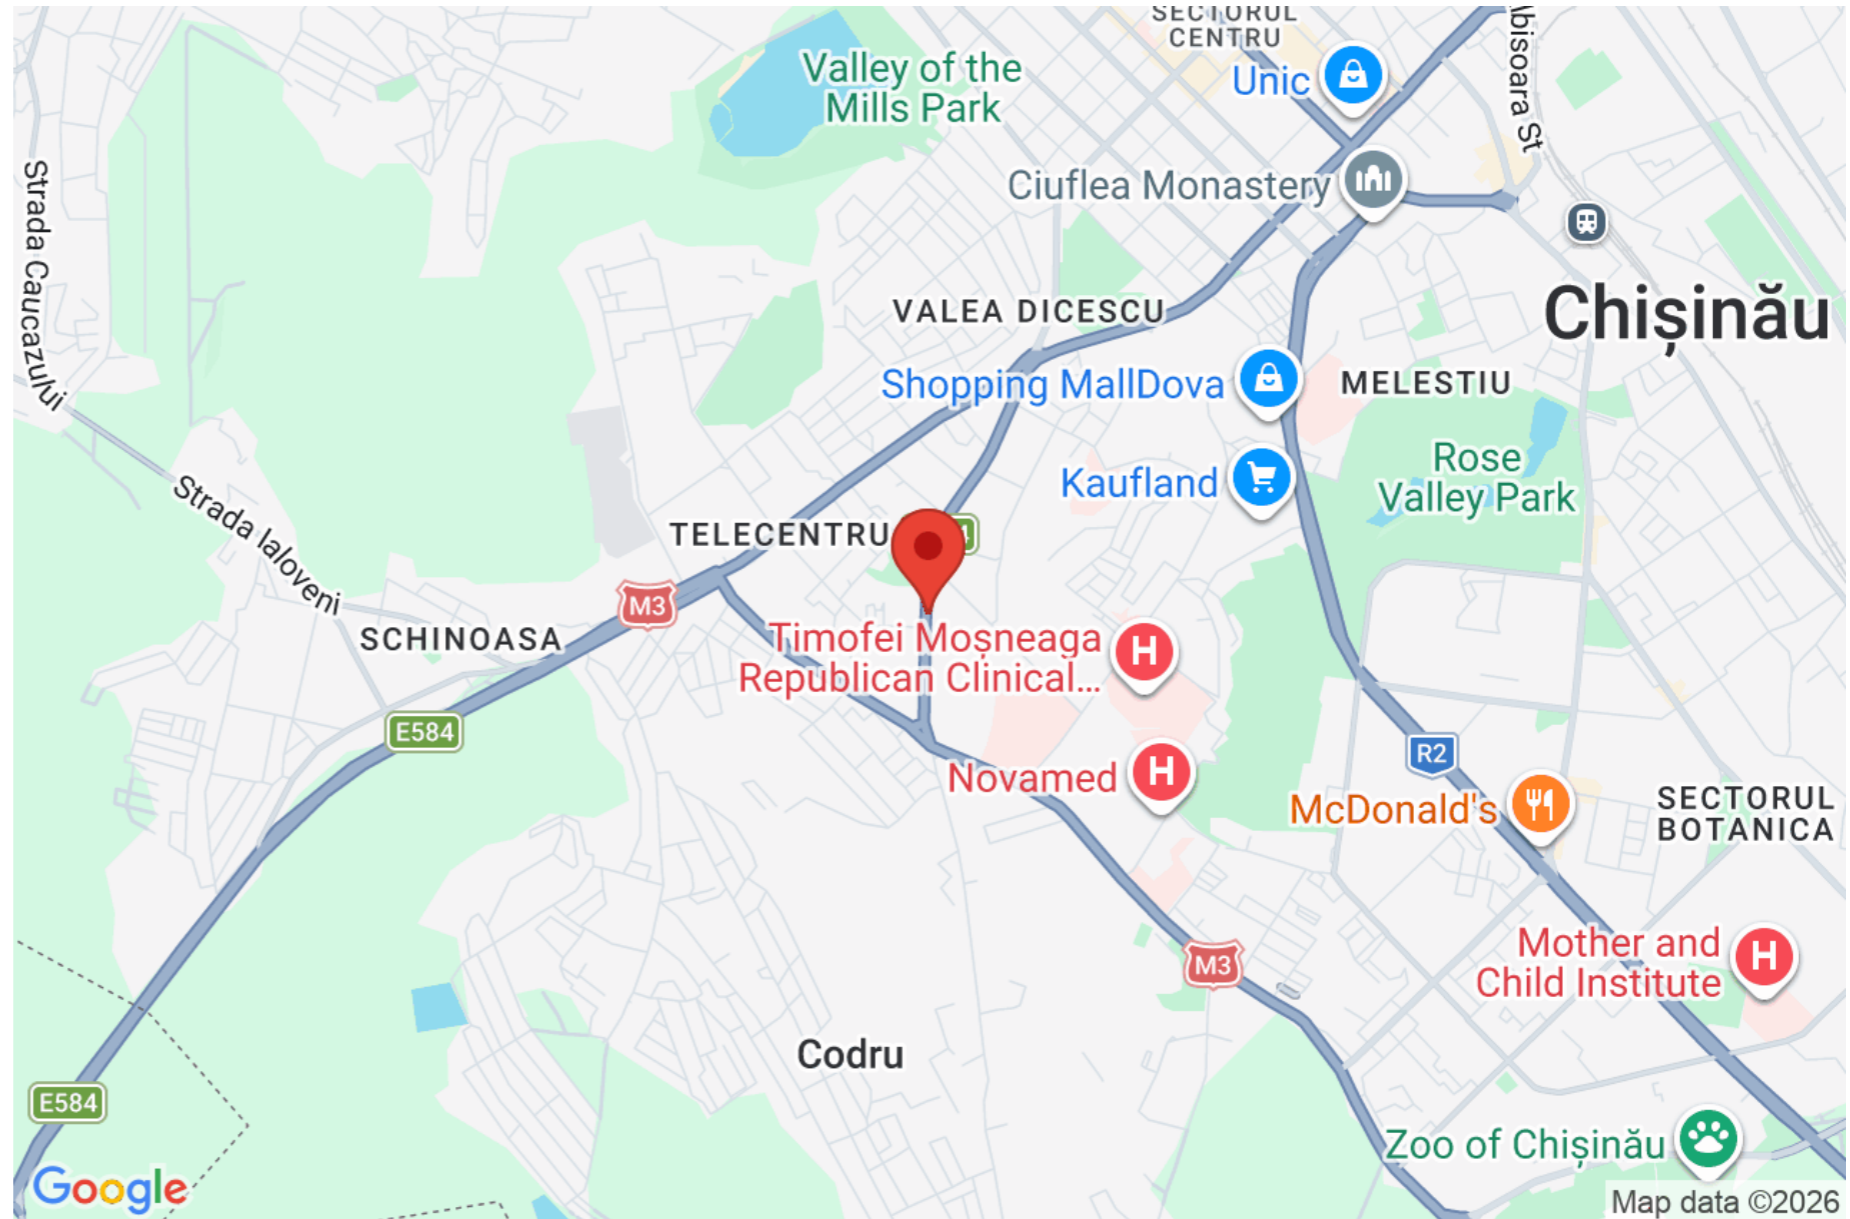 SECTORUL
CENTRU
Unic
Valley of the
Mills Park
Ciuflea Monastery
Strada Caucazului
VALEA DICESCU
Chișinău
Shopping MallDova
MELESTIU
Kaufland
Rose
Valley Park
Strada Ialoveni
TELECENTRU
M3
SCHINOASA
Timofei Moșneaga
Republican Clinical...
E584
R2
Novamed
McDonald's
SECTORUL
BOTANICA
Mother and
Child Institute
M3
Codru
E584
Zoo of Chișinău
Google
Map data ©2026